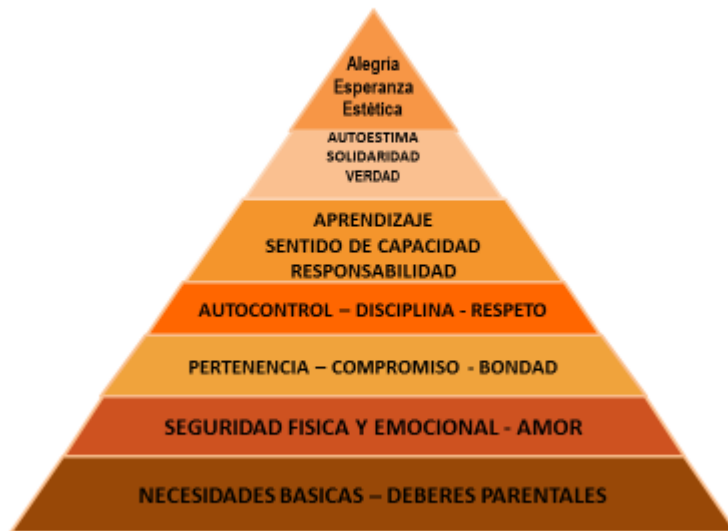 Alegria
Esperanza
Estética
AUTOESTIMA
SOLIDARIDAD
VERDAD
APRENDIZAJE
SENTIDO DE CAPACIDAD
RESPONSABILIDAD
AUTOCONTROL – DISCIPLINA - RESPETO
PERTENENCIA – COMPROMISO - BONDAD
SEGURIDAD FISICA Y EMOCIONAL - AMOR
NECESIDADES BASICAS – DEBERES PARENTALES